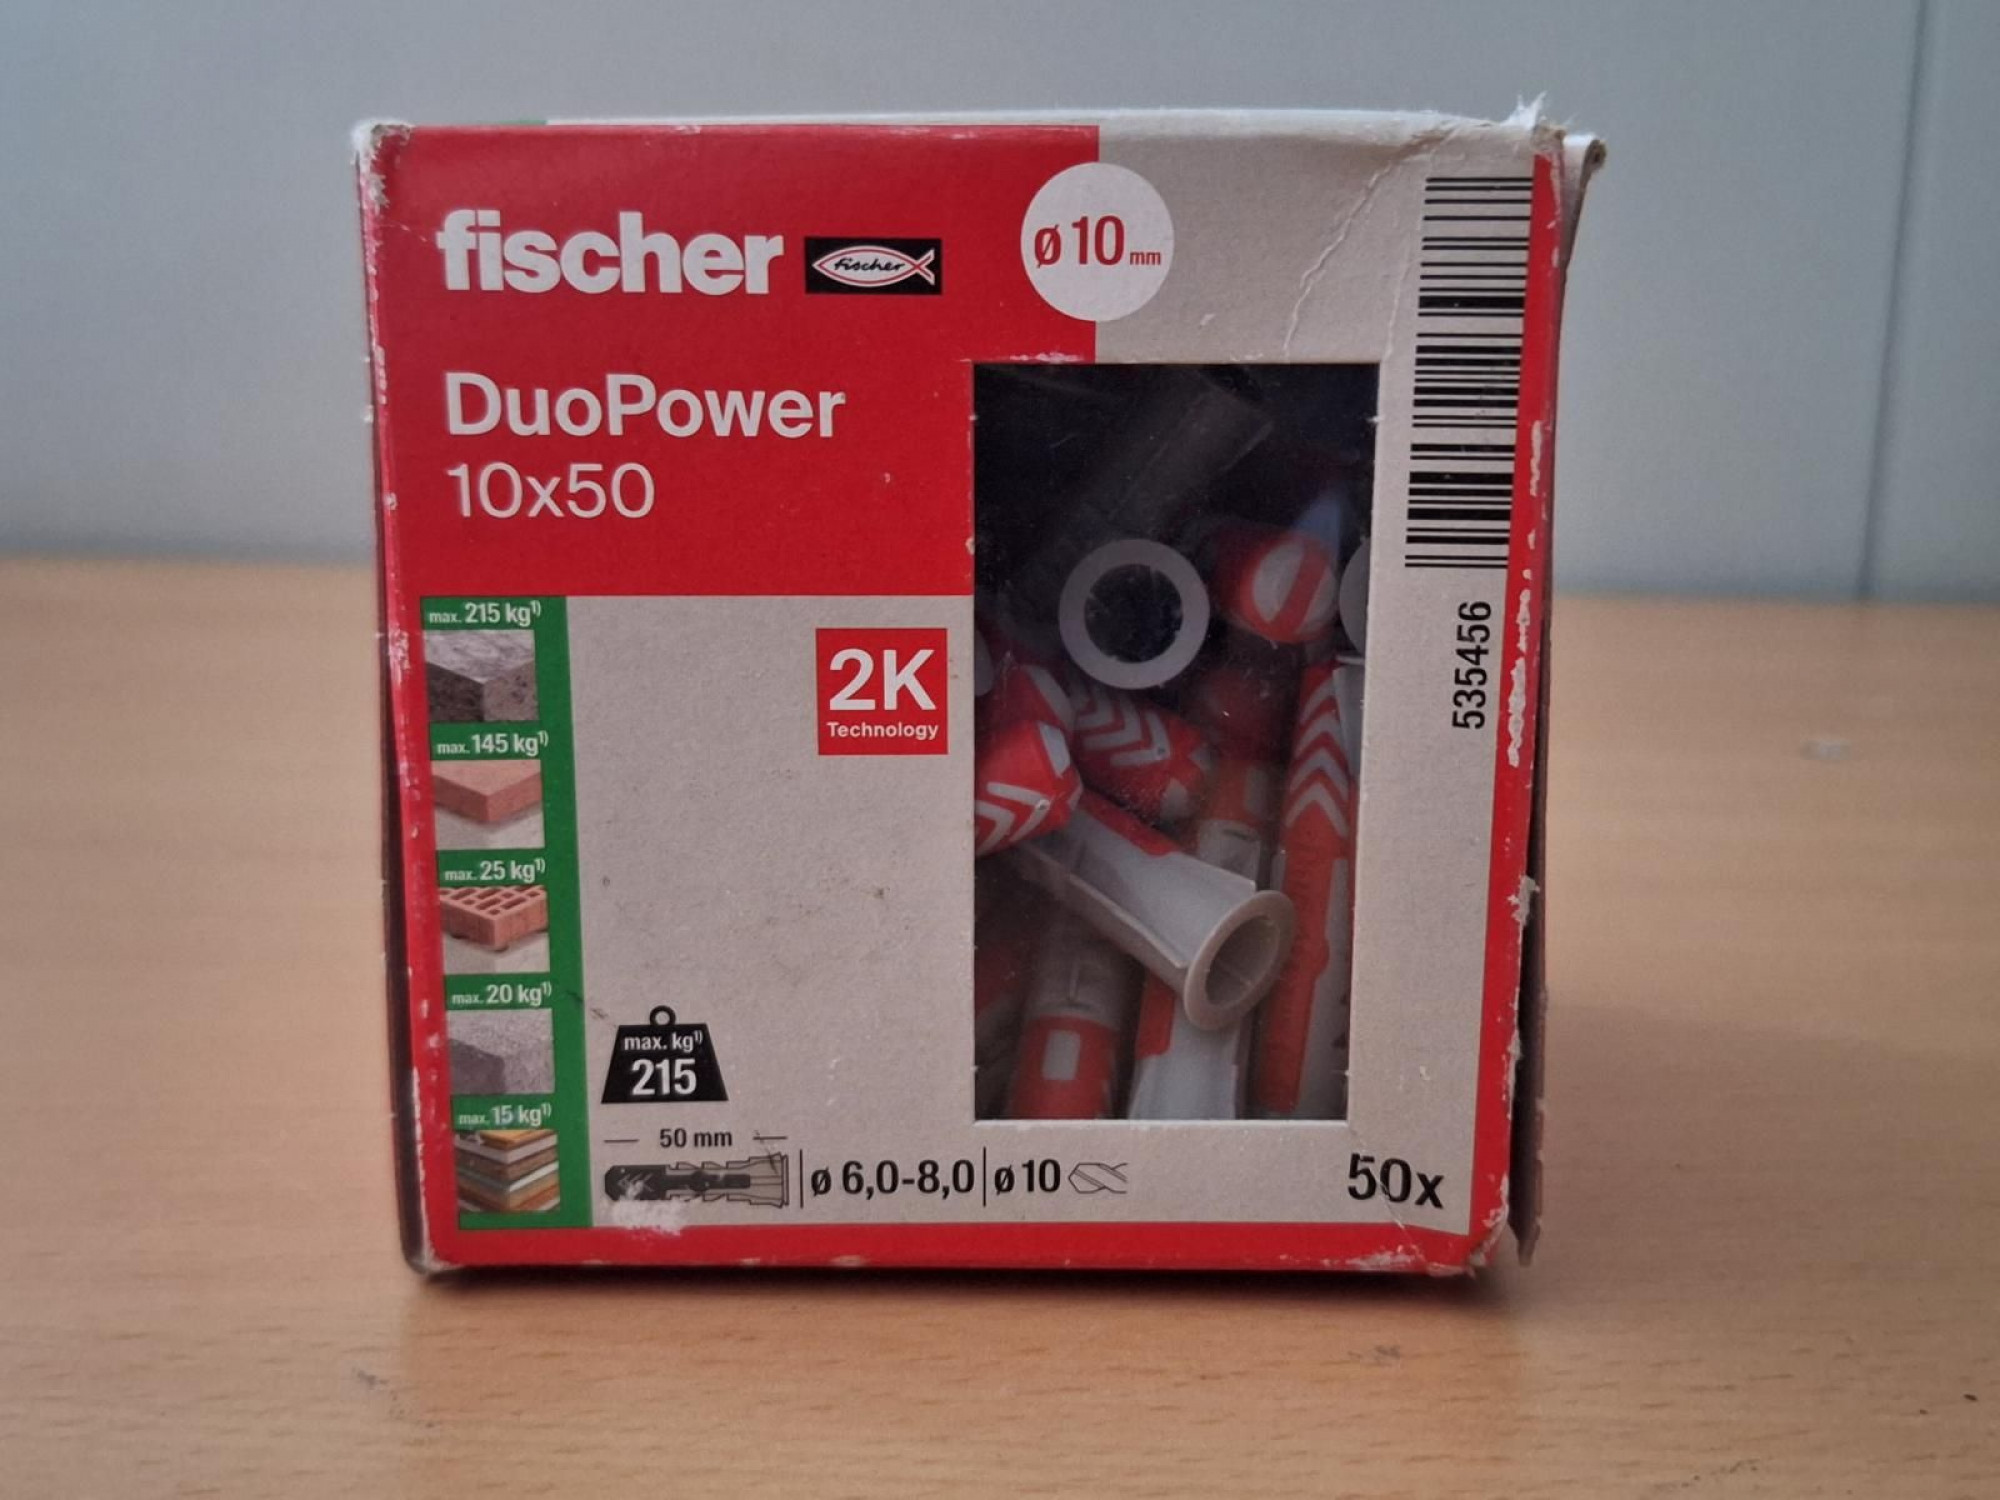 fischer
fischer
ø10 mm
DuoPower
10x50
max. 215 kg¹⁾
max. 145 kg¹⁾
max. 25 kg¹⁾
max. 20 kg¹⁾
max. 15 kg¹⁾
2K
Technology
535456
max. kg¹⁾
215
50 mm
ø 6,0-8,0 ø 10
50x